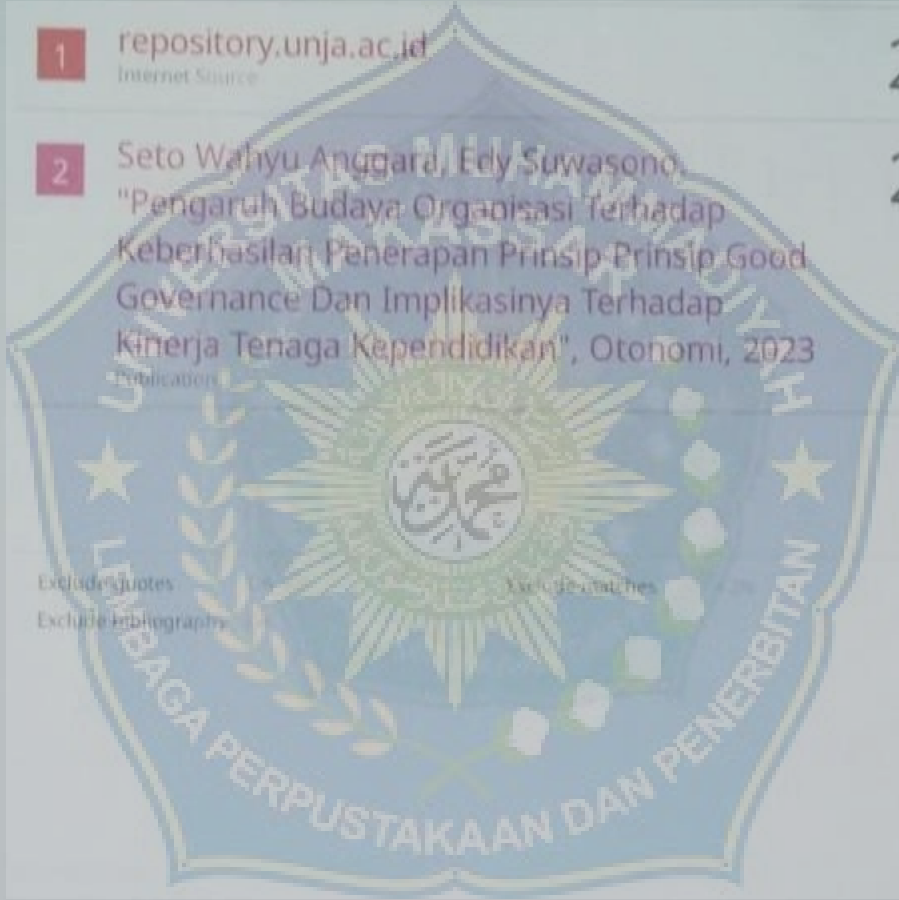 1
repository.unja.ac.id
Internet Source
2
Seto Wahyu Anggara, Edy Suwasono.
"Pengaruh Budaya Organisasi Terhadap
Keberhasilan Penerapan Prinsip-Prinsip Good
Governance Dan Implikasinya Terhadap
Kinerja Tenaga Kependidikan", Otonomi, 2023
Publication
UNIVERSITAS MUHAMMADIYAH
MAKASSAR
Exclude quotes
Exclude matches
Exclude bibliography
LEMBAGA PERPUSTAKAAN DAN PENERBITAN